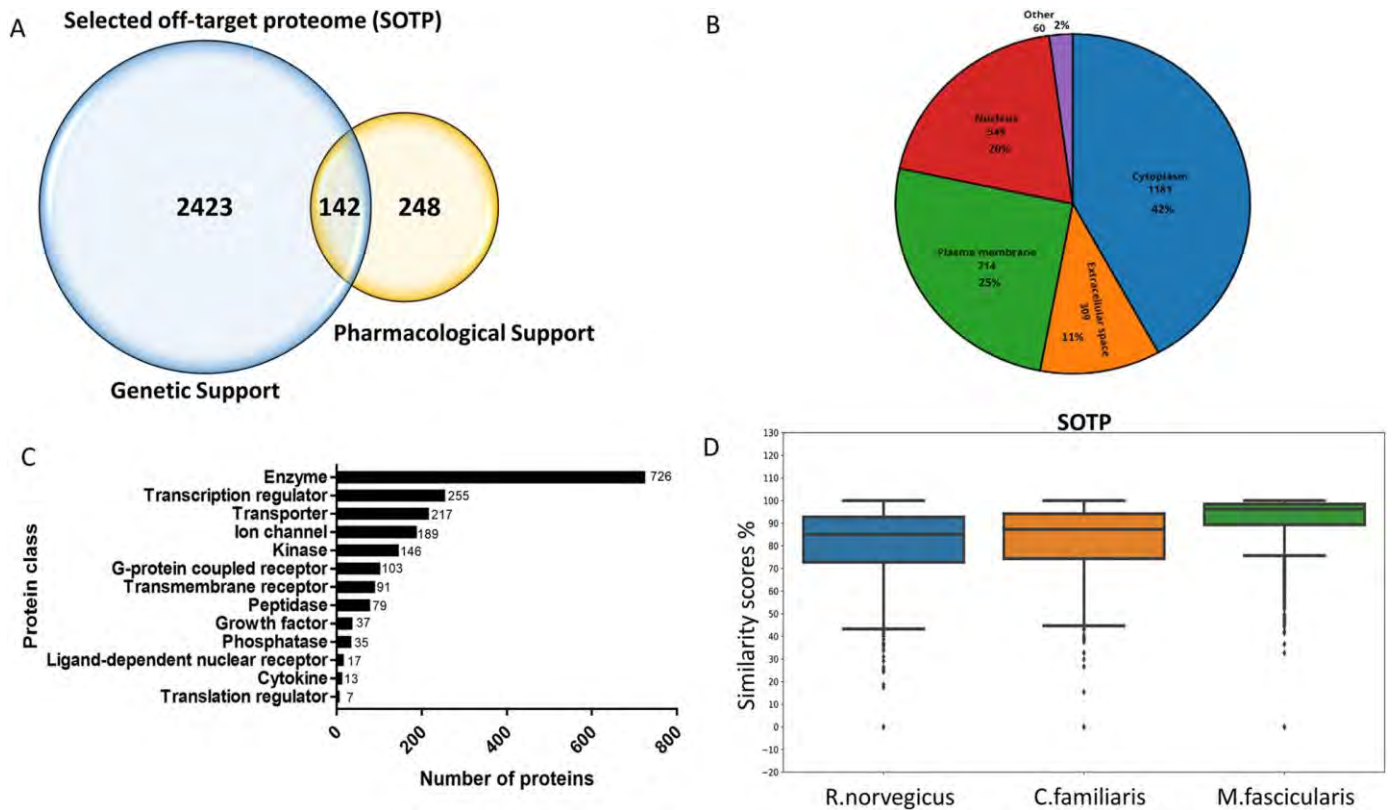 A
Selected off-target proteome (SOTP)
2423
142
248
Pharmacological Support
Genetic Support
B
Other
60
2%
Nucleus
549
20%
Cytoplasm
1181
42%
Plasma membrane
714
25%
Extracellular space
309
11%
C
Protein class
Enzyme 726
Transcription regulator 255
Transporter 217
Ion channel 189
Kinase 146
G-protein coupled receptor 103
Transmembrane receptor 91
Peptidase 79
Growth factor 37
Phosphatase 35
Ligand-dependent nuclear receptor 17
Cytokine 13
Translation regulator 7
0 200 400 600 800
Number of proteins
D
SOTP
Similarity scores %
130
120
110
100
90
80
70
60
50
40
30
20
10
0
−10
−20
R.norvegicus C.familiaris M.fascicularis